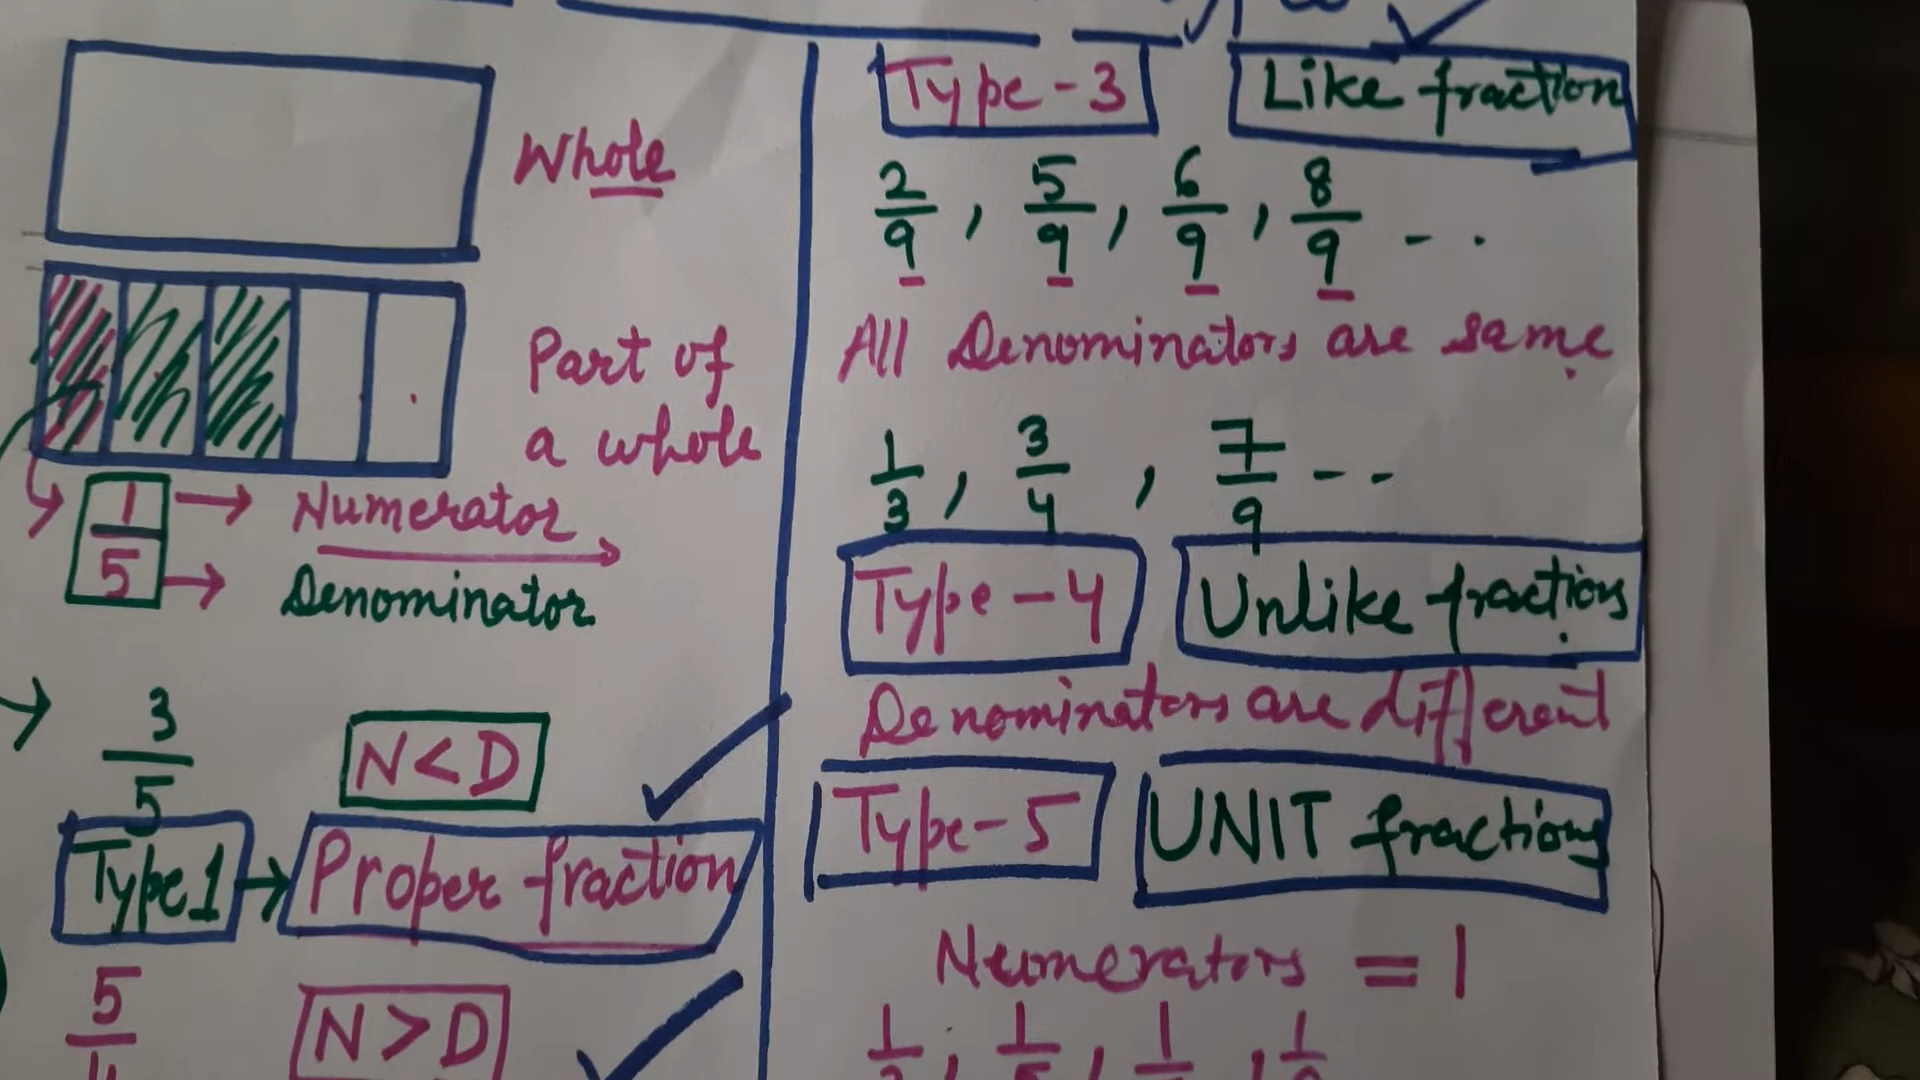 Whole
Part of
a whole
1/5
Numerator
Denominator
3/5
N<D
Type 1
Proper fraction
5
N>D
Type-3
Like fraction
2/9, 5/9, 6/9, 8/9 - -
All Denominators are same
1/3, 3/4, 7/9 - -
Type-4
Unlike fractions
Denominators are different
Type-5
UNIT fractions
Numerators = 1